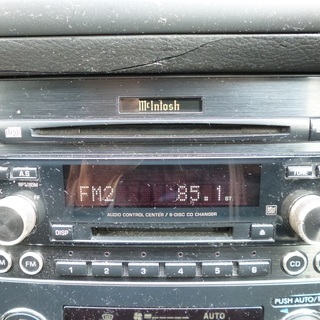 McIntosh
A.S
TUNE
FM2 85.1 ST
AUDIO CONTROL CENTER / 6-DISC CD CHANGER
DISP
FM 1 2 3 4 5 6 CD
PUSH AUTO/
AUTO